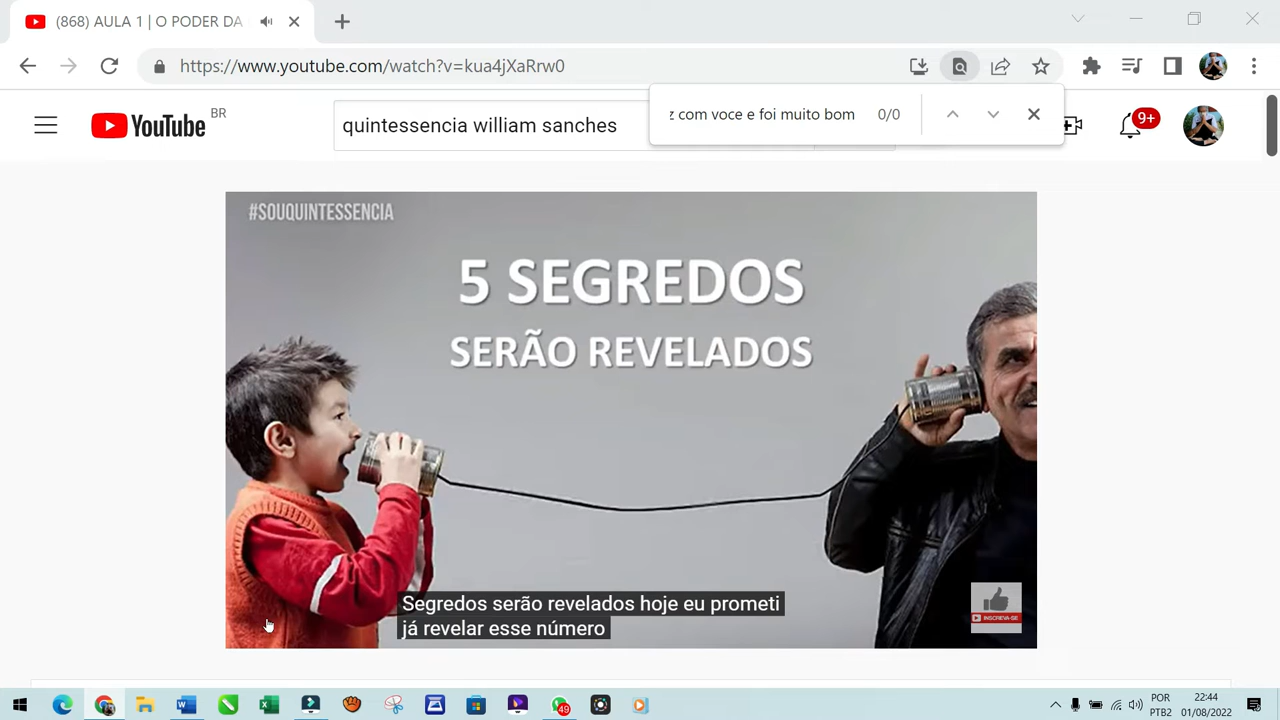 (868) AULA 1 | O PODER DA
https://www.youtube.com/watch?v=kua4jXaRrw0
z com voce e foi muito bom 0/0
YouTube BR
quintessencia william sanches
9+
#SOUQUINTESSENCIA
5 SEGREDOS
SERÃO REVELADOS
Segredos serão revelados hoje eu prometi
já revelar esse número
INSCREVA-SE
49
POR
PTB2
22:44
01/08/2022